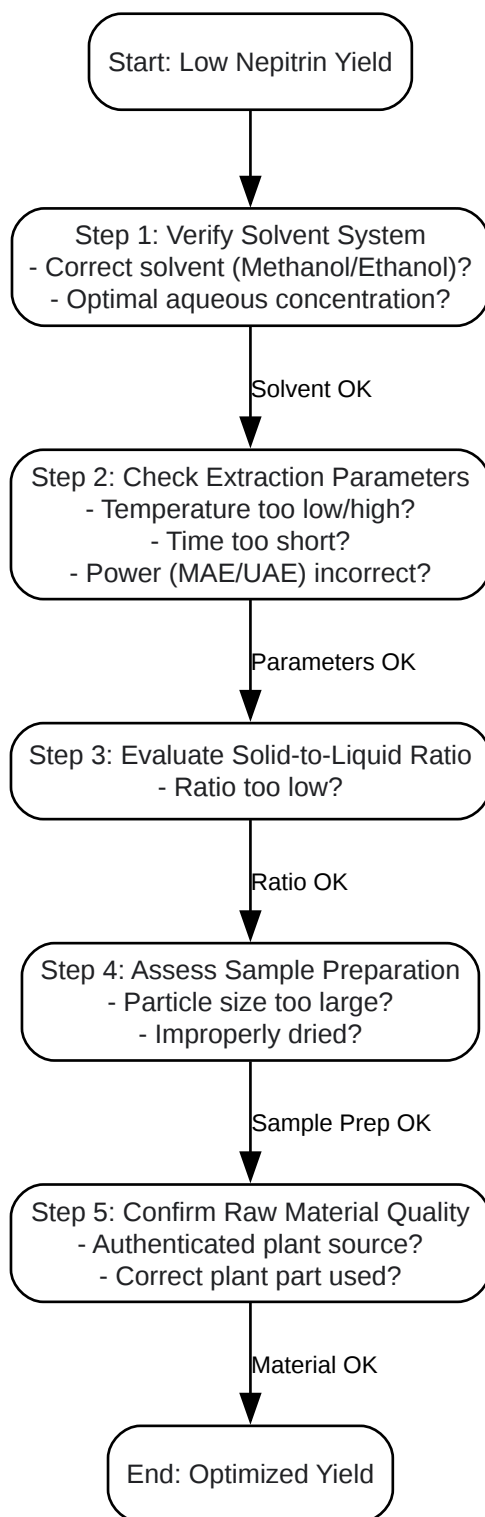 Start: Low Nepitrin Yield
Step 1: Verify Solvent System
- Correct solvent (Methanol/Ethanol)?
- Optimal aqueous concentration?
Solvent OK
Step 2: Check Extraction Parameters
- Temperature too low/high?
- Time too short?
- Power (MAE/UAE) incorrect?
Parameters OK
Step 3: Evaluate Solid-to-Liquid Ratio
- Ratio too low?
Ratio OK
Step 4: Assess Sample Preparation
- Particle size too large?
- Improperly dried?
Sample Prep OK
Step 5: Confirm Raw Material Quality
- Authenticated plant source?
- Correct plant part used?
Material OK
End: Optimized Yield